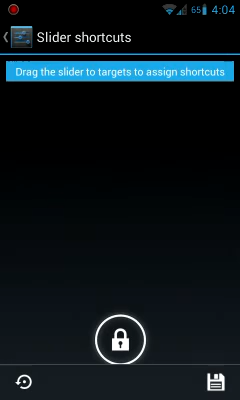 65 4:04
Slider shortcuts
Drag the slider to targets to assign shortcuts